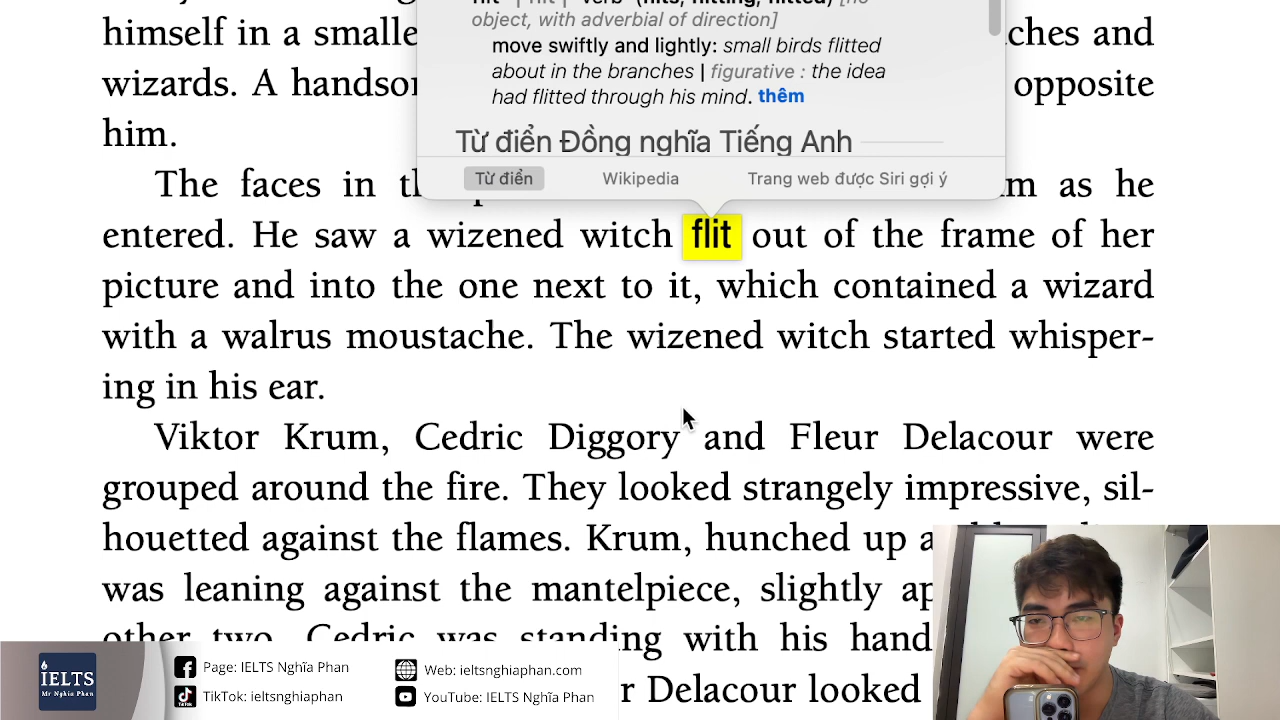 object, with adverbial of direction]
himself in a smalle
move swiftly and lightly: small birds flitted
ches and
wizards. A
about in the branches | figurative : the idea
opposite
had flitted through his mind. thêm
him.
Từ điển Đồng nghĩa Tiếng Anh
Từ điển Wikipedia Trang web được Siri gợi ý
The faces in as he
entered. He saw a wizened witch flit out of the frame of her
picture and into the one next to it, which contained a wizard
with a walrus moustache. The wizened witch started whisper-
ing in his ear.
Viktor Krum, Cedric Diggory and Fleur Delacour were
grouped around the fire. They looked strangely impressive, sil-
houetted against the flames. Krum, hunched up
was leaning against the mantelpiece, slightly
other two. Cedric was standing with his hand
r Delacour looked
IELTS
Mr Nghia Phan
Page: IELTS Nghĩa Phan
TikTok: ieltsnghiaphan
Web: ieltsnghiaphan.com
YouTube: IELTS Nghĩa Phan